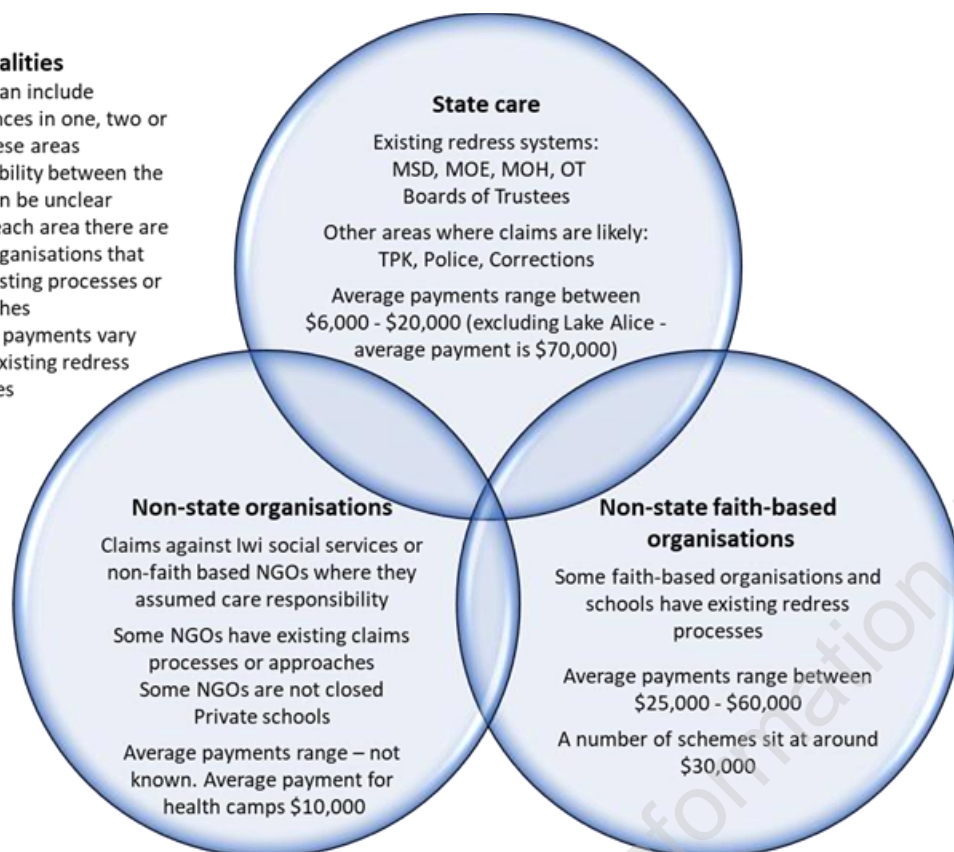 alities
an include
nces in one, two or
ese areas
bility between the
n be unclear
each area there are
rganisations that
sting processes or
hes
payments vary
xisting redress
es
State care
Existing redress systems:
MSD, MOE, MOH, OT
Boards of Trustees
Other areas where claims are likely:
TPK, Police, Corrections
Average payments range between
$6,000 - $20,000 (excluding Lake Alice -
average payment is $70,000)
Non-state organisations
Claims against Iwi social services or
non-faith based NGOs where they
assumed care responsibility
Some NGOs have existing claims
processes or approaches
Some NGOs are not closed
Private schools
Average payments range – not
known. Average payment for
health camps $10,000
Non-state faith-based
organisations
Some faith-based organisations and
schools have existing redress
processes
Average payments range between
$25,000 - $60,000
A number of schemes sit at around
$30,000
formation